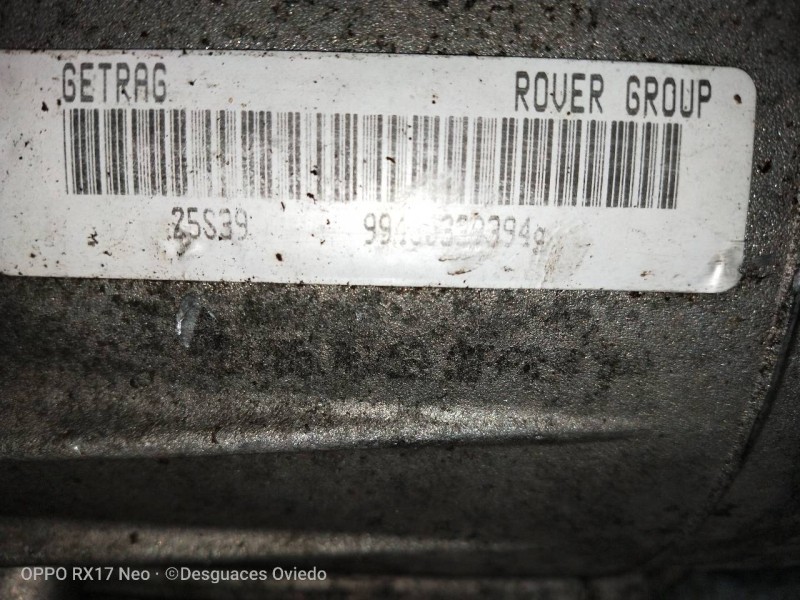 GETRAG ROVER GROUP
25S39
OPPO RX17 Neo · ©Desguaces Oviedo